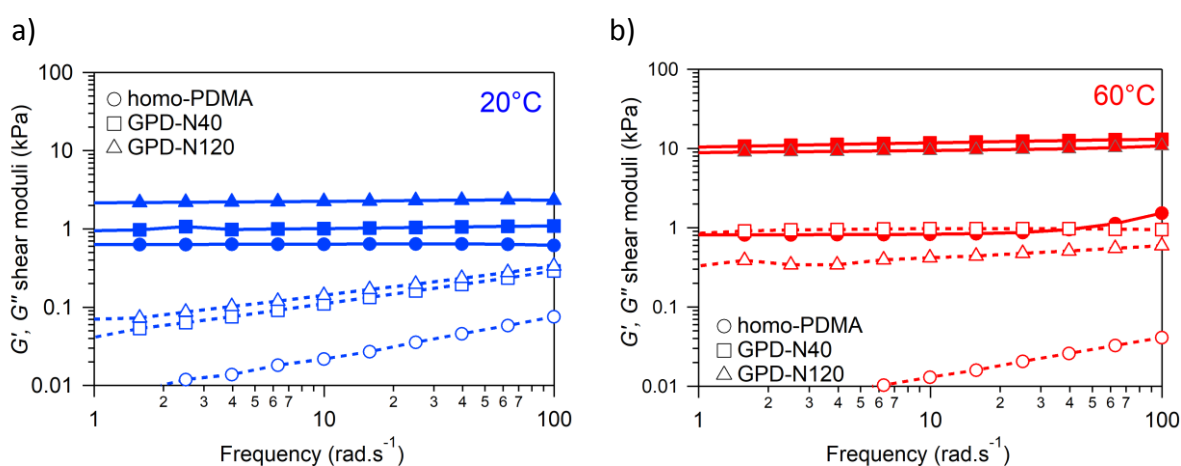 a)
G′, G″ shear moduli (kPa)
100
10
1
0.1
0.01
homo-PDMA
GPD-N40
GPD-N120
20°C
1 2 3 4 5 6 7 10 2 3 4 5 6 7 100
Frequency (rad.s⁻¹)
b)
G′, G″ shear moduli (kPa)
100
10
1
0.1
0.01
60°C
homo-PDMA
GPD-N40
GPD-N120
1 2 3 4 5 6 7 10 2 3 4 5 6 7 100
Frequency (rad.s⁻¹)